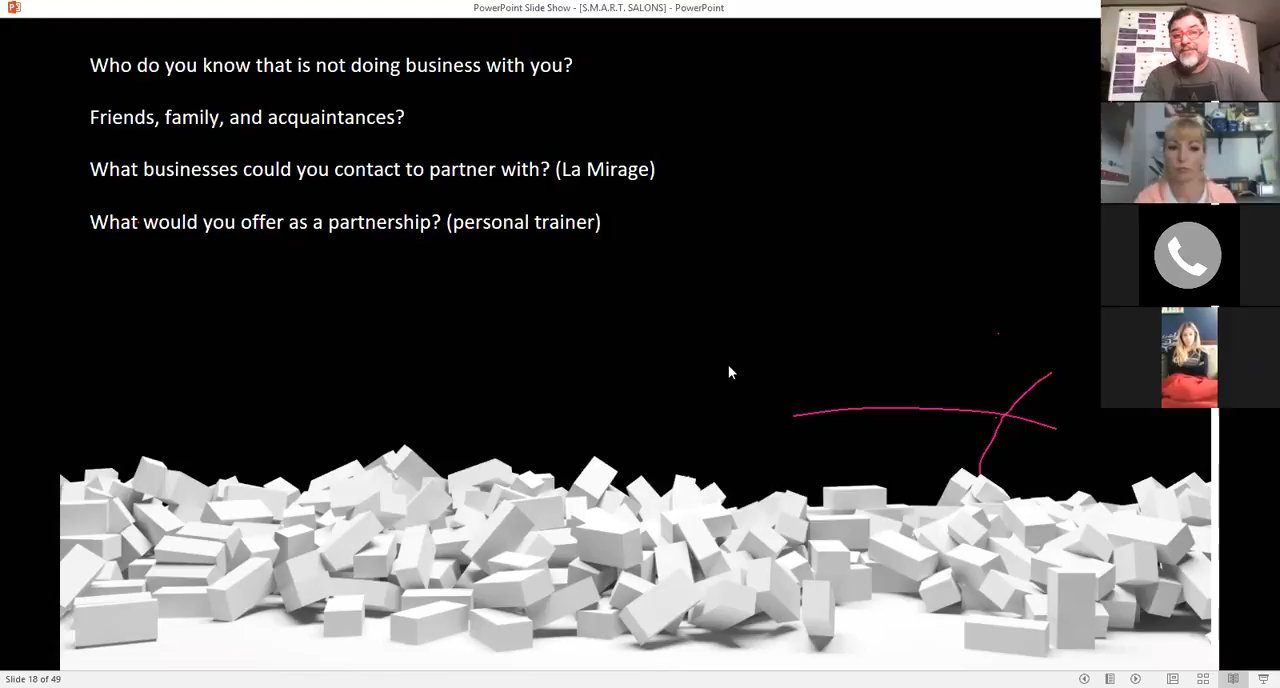 PowerPoint Slide Show - [S.M.A.R.T. SALONS] - PowerPoint
Who do you know that is not doing business with you?
Friends, family, and acquaintances?
What businesses could you contact to partner with? (La Mirage)
What would you offer as a partnership? (personal trainer)
Slide 18 of 49